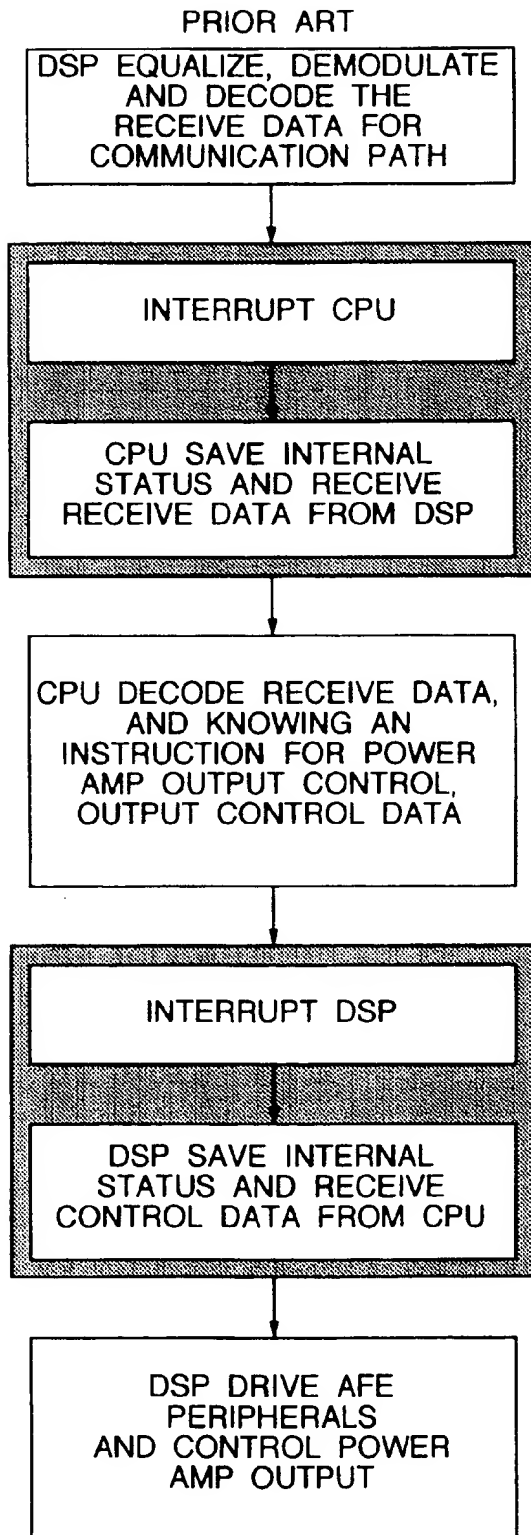 PRIOR ART
DSP EQUALIZE, DEMODULATE
AND DECODE THE
RECEIVE DATA FOR
COMMUNICATION PATH
INTERRUPT CPU
CPU SAVE INTERNAL
STATUS AND RECEIVE
RECEIVE DATA FROM DSP
CPU DECODE RECEIVE DATA,
AND KNOWING AN
INSTRUCTION FOR POWER
AMP OUTPUT CONTROL,
OUTPUT CONTROL DATA
INTERRUPT DSP
DSP SAVE INTERNAL
STATUS AND RECEIVE
CONTROL DATA FROM CPU
DSP DRIVE AFE
PERIPHERALS
AND CONTROL POWER
AMP OUTPUT